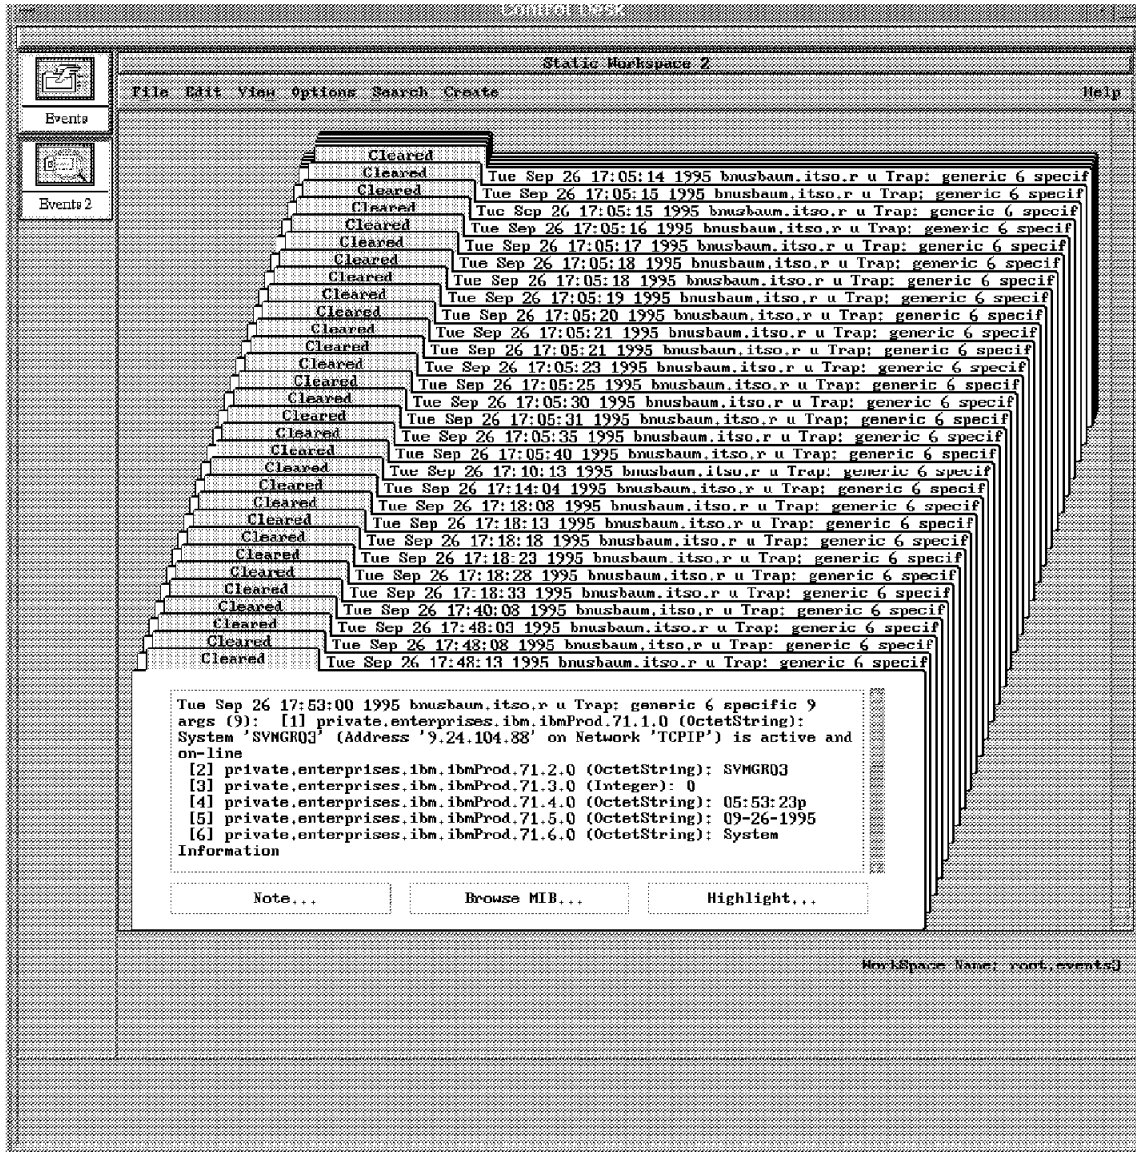 Control Desk
Static Workspace 2
File Edit View Options Search Create Help
Events
Events 2
Cleared
Cleared
Tue Sep 26 17:05:14 1995 bnusbaum.itso.r u Trap: generic 6 specif
Cleared
Tue Sep 26 17:05:15 1995 bnusbaum.itso.r u Trap: generic 6 specif
Cleared
Tue Sep 26 17:05:15 1995 bnusbaum.itso.r u Trap: generic 6 specif
Cleared
Tue Sep 26 17:05:16 1995 bnusbaum.itso.r u Trap: generic 6 specif
Cleared
Tue Sep 26 17:05:17 1995 bnusbaum.itso.r u Trap: generic 6 specif
Cleared
Tue Sep 26 17:05:18 1995 bnusbaum.itso.r u Trap: generic 6 specif
Cleared
Tue Sep 26 17:05:18 1995 bnusbaum.itso.r u Trap: generic 6 specif
Cleared
Tue Sep 26 17:05:19 1995 bnusbaum.itso.r u Trap: generic 6 specif
Cleared
Tue Sep 26 17:05:20 1995 bnusbaum.itso.r u Trap: generic 6 specif
Cleared
Tue Sep 26 17:05:21 1995 bnusbaum.itso.r u Trap: generic 6 specif
Cleared
Tue Sep 26 17:05:21 1995 bnusbaum.itso.r u Trap: generic 6 specif
Cleared
Tue Sep 26 17:05:23 1995 bnusbaum.itso.r u Trap: generic 6 specif
Cleared
Tue Sep 26 17:05:25 1995 bnusbaum.itso.r u Trap: generic 6 specif
Cleared
Tue Sep 26 17:05:30 1995 bnusbaum.itso.r u Trap: generic 6 specif
Cleared
Tue Sep 26 17:05:31 1995 bnusbaum.itso.r u Trap: generic 6 specif
Cleared
Tue Sep 26 17:05:35 1995 bnusbaum.itso.r u Trap: generic 6 specif
Cleared
Tue Sep 26 17:05:40 1995 bnusbaum.itso.r u Trap: generic 6 specif
Cleared
Tue Sep 26 17:10:13 1995 bnusbaum.itso.r u Trap: generic 6 specif
Cleared
Tue Sep 26 17:14:04 1995 bnusbaum.itso.r u Trap: generic 6 specif
Cleared
Tue Sep 26 17:18:08 1995 bnusbaum.itso.r u Trap: generic 6 specif
Cleared
Tue Sep 26 17:18:13 1995 bnusbaum.itso.r u Trap: generic 6 specif
Cleared
Tue Sep 26 17:18:18 1995 bnusbaum.itso.r u Trap: generic 6 specif
Cleared
Tue Sep 26 17:18:23 1995 bnusbaum.itso.r u Trap: generic 6 specif
Cleared
Tue Sep 26 17:18:28 1995 bnusbaum.itso.r u Trap: generic 6 specif
Cleared
Tue Sep 26 17:18:33 1995 bnusbaum.itso.r u Trap: generic 6 specif
Cleared
Tue Sep 26 17:40:08 1995 bnusbaum.itso.r u Trap: generic 6 specif
Cleared
Tue Sep 26 17:48:03 1995 bnusbaum.itso.r u Trap: generic 6 specif
Cleared
Tue Sep 26 17:48:08 1995 bnusbaum.itso.r u Trap: generic 6 specif
Cleared
Tue Sep 26 17:48:13 1995 bnusbaum.itso.r u Trap: generic 6 specif
Tue Sep 26 17:53:00 1995 bnusbaum.itso.r u Trap: generic 6 specific 9
args (9): [1] private.enterprises.ibm.ibmProd.71.1.0 (OctetString):
System 'SVMGR03' (Address '9.24.104.88' on Network 'TCPIP') is active and
on-line
[2] private.enterprises.ibm.ibmProd.71.2.0 (OctetString): SVMGR03
[3] private.enterprises.ibm.ibmProd.71.3.0 (Integer): 0
[4] private.enterprises.ibm.ibmProd.71.4.0 (OctetString): 05:53:23p
[5] private.enterprises.ibm.ibmProd.71.5.0 (OctetString): 09-26-1995
[6] private.enterprises.ibm.ibmProd.71.6.0 (OctetString): System
Information
Note... Browse MIB... Highlight...
WorkSpace Name: root.events3